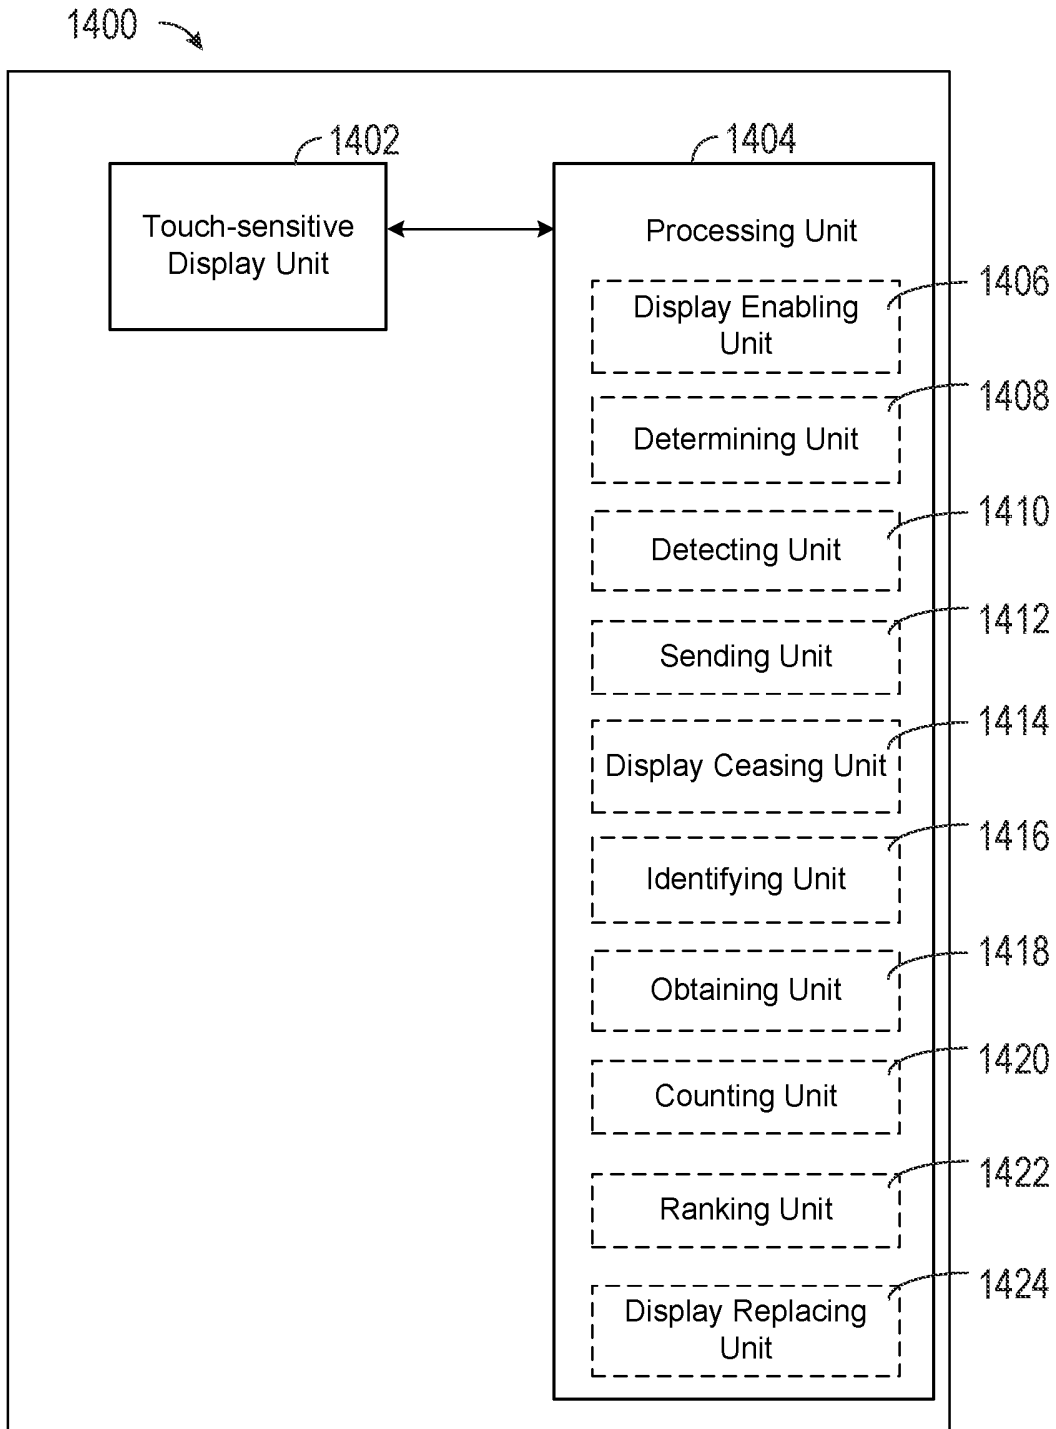 1400
1402
1404
Touch-sensitive
Display Unit
Processing Unit
1406
Display Enabling
Unit
1408
Determining Unit
1410
Detecting Unit
1412
Sending Unit
1414
Display Ceasing Unit
1416
Identifying Unit
1418
Obtaining Unit
1420
Counting Unit
1422
Ranking Unit
1424
Display Replacing
Unit